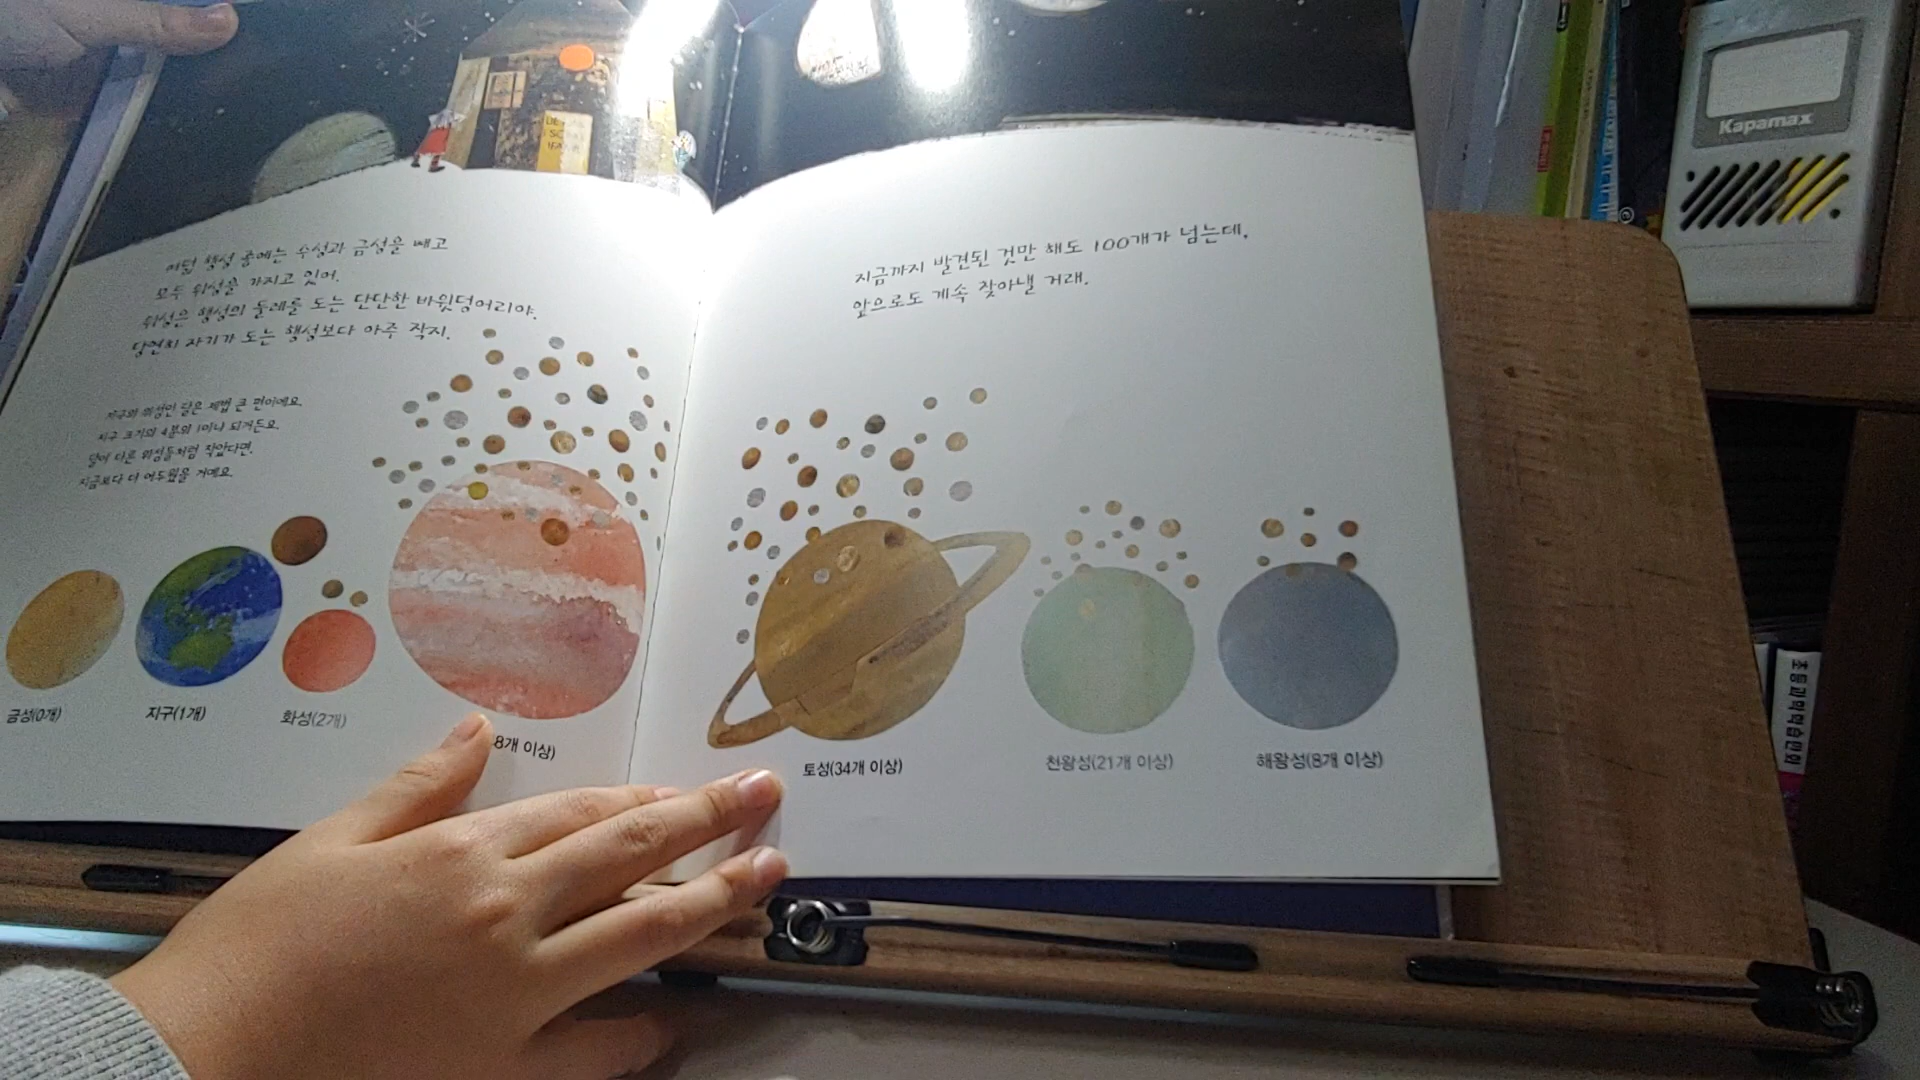 여덟 행성 중에는 수성과 금성을 빼고
모두 위성을 가지고 있어.
위성은 행성의 둘레를 도는 단단한 바윗덩어리야.
당연히 자기가 도는 행성보다 아주 작지.
지구의 위성인 달은 제법 큰 편이에요.
지구 크기의 4분의 1이나 되거든요.
달이 다른 위성들처럼 작았다면,
지금보다 더 어두웠을 거예요.
금성(0개)
지구(1개)
화성(2개)
8개 이상)
지금까지 발견된 것만 해도 100개가 넘는데,
앞으로도 계속 찾아낼 거래.
토성(34개 이상)
천왕성(21개 이상)
해왕성(8개 이상)
Kapamax